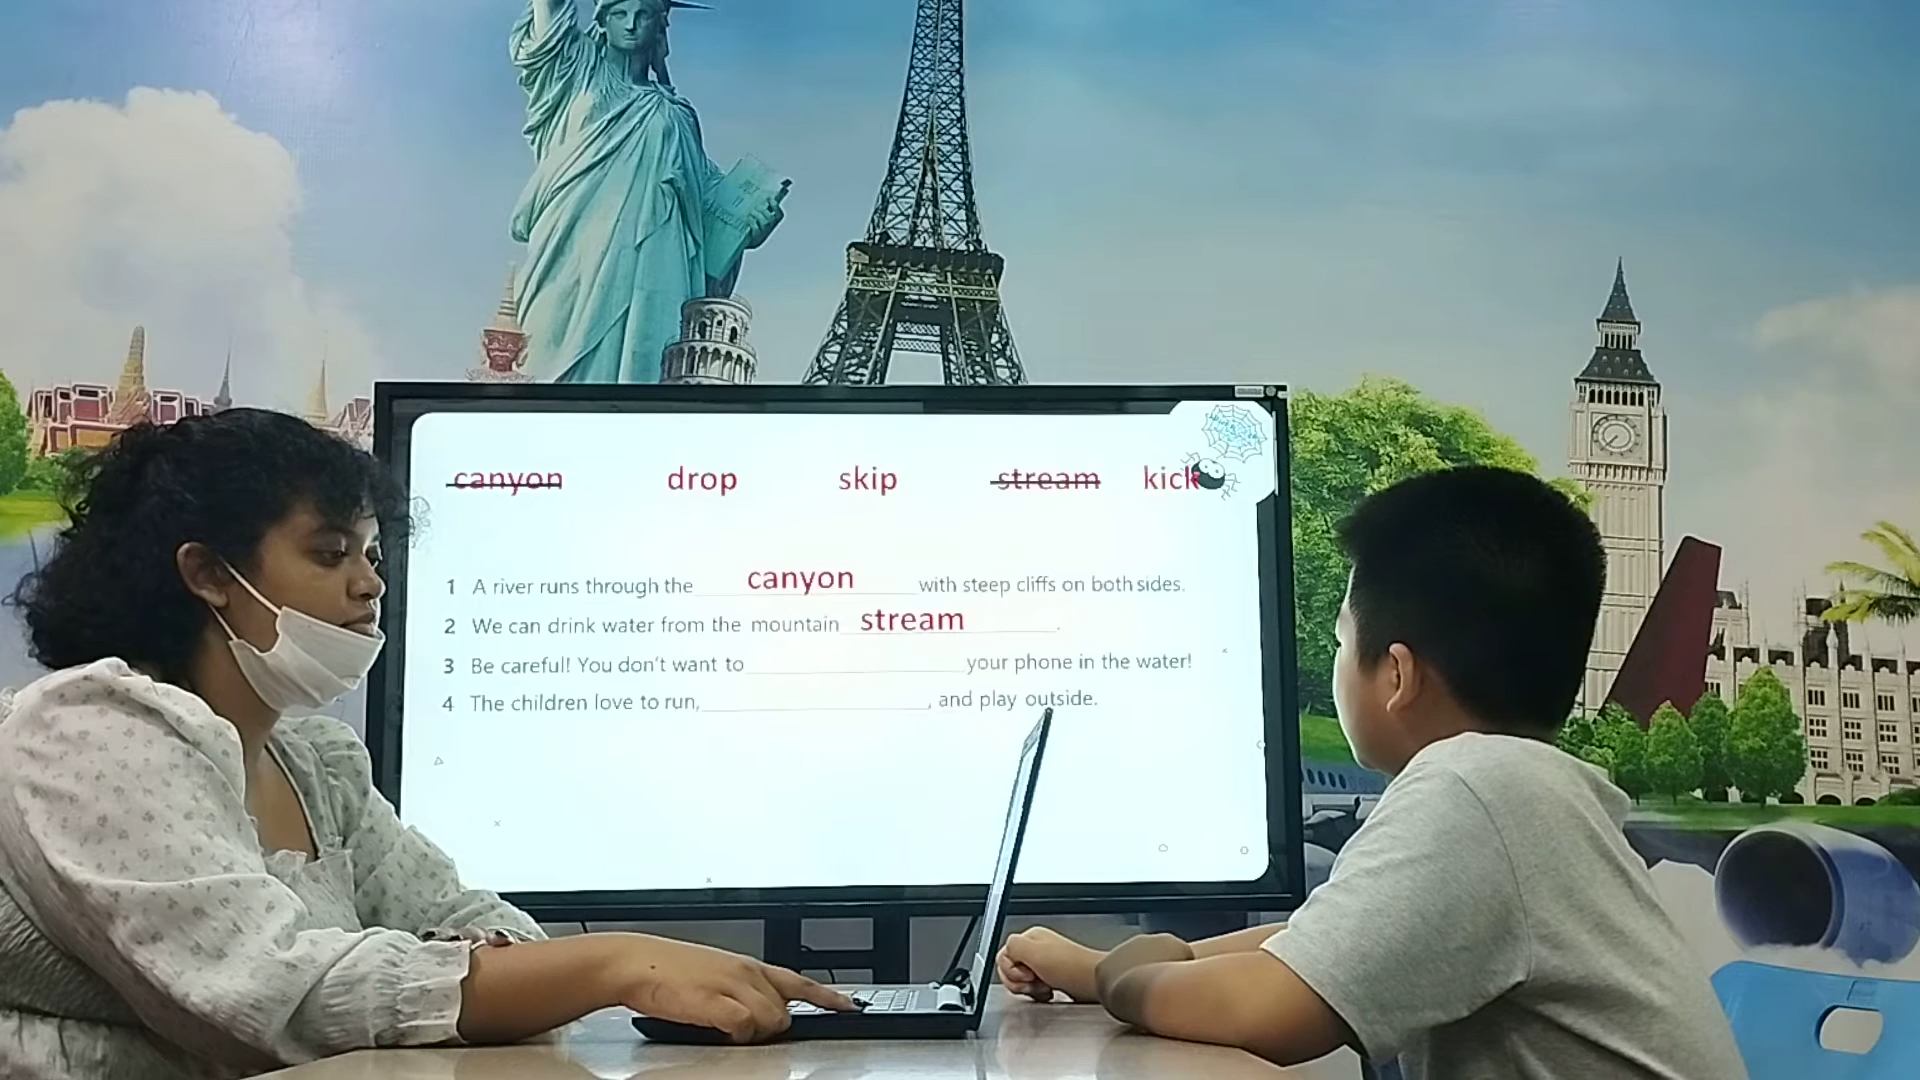 canyon drop skip stream kick
1 A river runs through the canyon with steep cliffs on both sides.
2 We can drink water from the mountain stream.
3 Be careful! You don't want to ____ your phone in the water!
4 The children love to run, ____, and play outside.